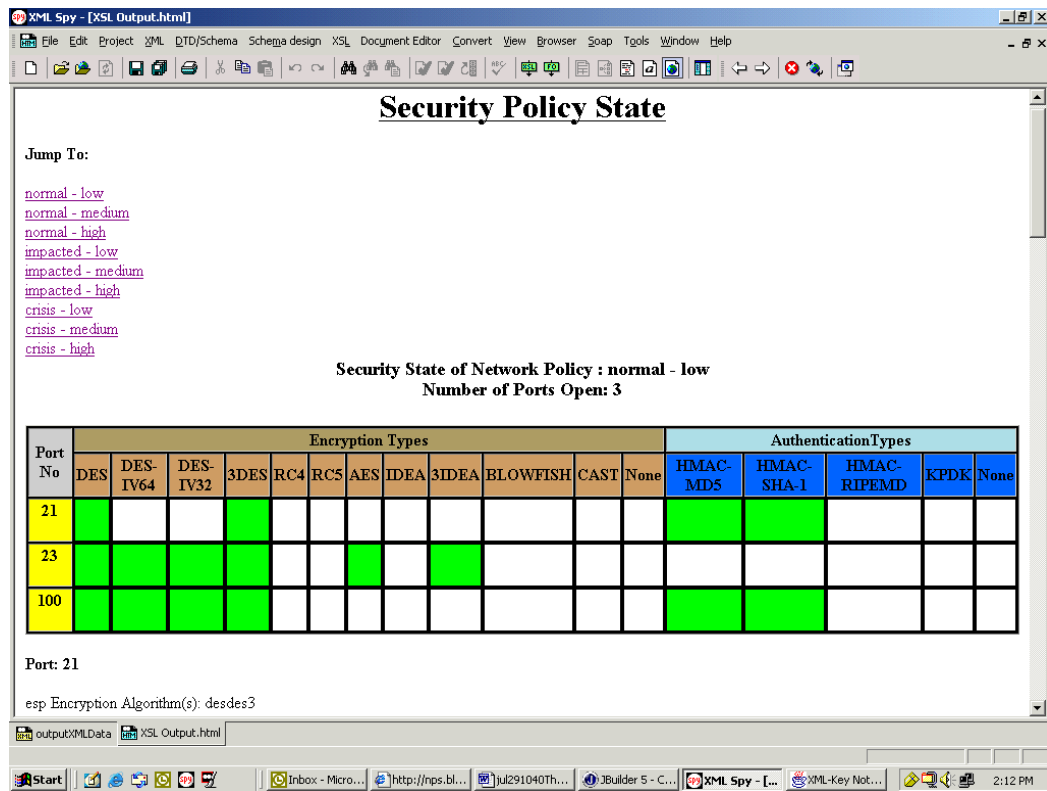 XML Spy - [XSL Output.html]
File Edit Project XML DTD/Schema Schema design XSL Document Editor Convert View Browser Soap Tools Window Help
Security Policy State
Jump To:
normal - low
normal - medium
normal - high
impacted - low
impacted - medium
impacted - high
crisis - low
crisis - medium
crisis - high
Security State of Network Policy : normal - low
Number of Ports Open: 3
Port No Encryption Types AuthenticationTypes
DES DES-IV64 DES-IV32 3DES RC4 RC5 AES IDEA 3IDEA BLOWFISH CAST None HMAC-MD5 HMAC-SHA-1 HMAC-RIPEMD KPDK None
21
23
100
Port: 21
esp Encryption Algorithm(s): desdes3
outputXMLData XSL Output.html
Start Inbox - Micro... http://nps.bl... jul291040Th... JBuilder 5 - C... XML Spy - [... XML-Key Not... 2:12 PM